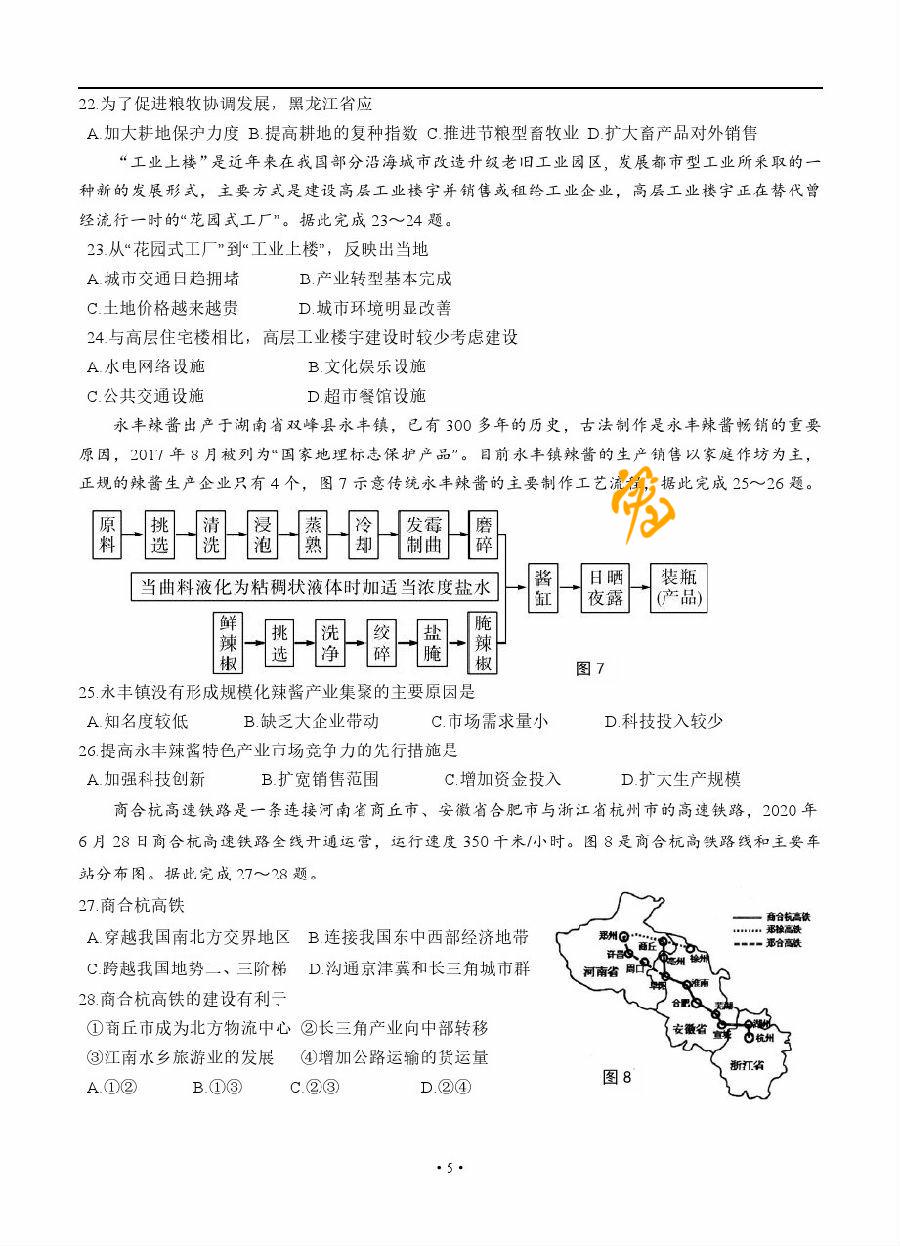 22.为了促进粮牧协调发展，黑龙江省应
A.加大耕地保护力度 B.提高耕地的复种指数 C.推进节粮型畜牧业 D.扩大畜产品对外销售
“工业上楼”是近年来在我国部分沿海城市改造升级老旧工业园区，发展都市型工业所采取的一
种新的发展形式，主要方式是建设高层工业楼宇并销售或租给工业企业，高层工业楼宇正在替代曾
经流行一时的“花园式工厂”。据此完成 23～24 题。
23.从“花园式工厂”到“工业上楼”，反映出当地
A.城市交通日趋拥堵 B.产业转型基本完成
C.土地价格越来越贵 D.城市环境明显改善
24.与高层住宅楼相比，高层工业楼宇建设时较少考虑建设
A.水电网络设施 B.文化娱乐设施
C.公共交通设施 D.超市餐馆设施
永丰辣酱出产于湖南省双峰县永丰镇，已有 300 多年的历史，古法制作是永丰辣酱畅销的重要
原因，2017 年 8 月被列为“国家地理标志保护产品”。目前永丰镇辣酱的生产销售以家庭作坊为主，
正规的辣酱生产企业只有 4 个，图 7 示意传统永丰辣酱的主要制作工艺流程，据此完成 25～26 题。
原料 挑选 清洗 浸泡 蒸熟 冷却 发霉制曲 磨碎
当曲料液化为粘稠状液体时加适当浓度盐水
酱缸 日晒夜露 装瓶(产品)
鲜辣椒 挑选 洗净 绞碎 盐腌 腌辣椒
图 7
25.永丰镇没有形成规模化辣酱产业集聚的主要原因是
A.知名度较低 B.缺乏大企业带动 C.市场需求量小 D.科技投入较少
26.提高永丰辣酱特色产业市场竞争力的先行措施是
A.加强科技创新 B.扩宽销售范围 C.增加资金投入 D.扩大生产规模
商合杭高速铁路是一条连接河南省商丘市、安徽省合肥市与浙江省杭州市的高速铁路，2020 年
6 月 28 日商合杭高速铁路全线开通运营，运行速度 350 千米/小时。图 8 是商合杭高铁路线和主要车
站分布图。据此完成 27～28 题。
27.商合杭高铁
A.穿越我国南北方交界地区 B.连接我国东中西部经济地带
C.跨越我国地势二、三阶梯 D.沟通京津冀和长三角城市群
28.商合杭高铁的建设有利于
①商丘市成为北方物流中心 ②长三角产业向中部转移
③江南水乡旅游业的发展 ④增加公路运输的货运量
A.①② B.①③ C.②③ D.②④
商合杭高铁
郑徐高铁
郑合高铁
郑州
商丘
徐州
许昌
亳州
周口
河南省
阜阳
淮南
合肥
芜湖
安徽省
宣城
湖州
杭州
浙江省
图 8
· 5 ·